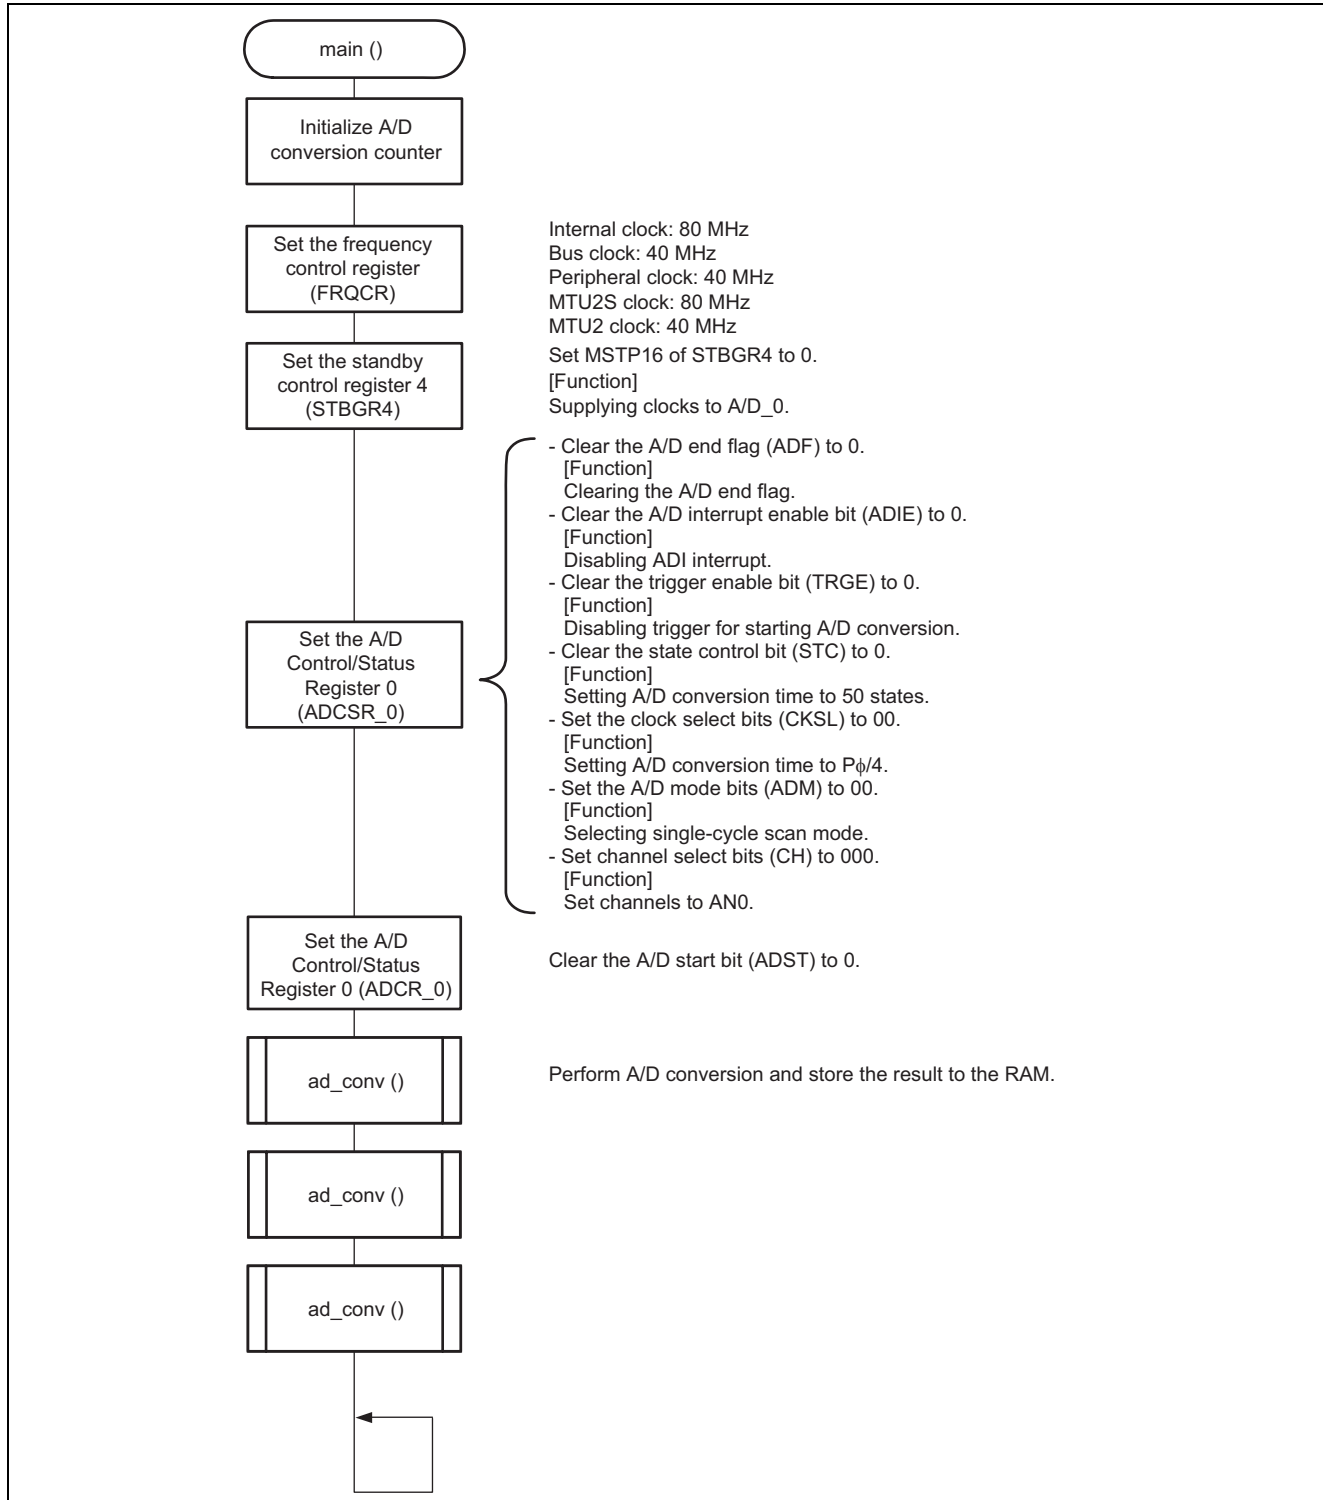 main ()
Initialize A/D
conversion counter
Set the frequency
control register
(FRQCR)
Internal clock: 80 MHz
Bus clock: 40 MHz
Peripheral clock: 40 MHz
MTU2S clock: 80 MHz
MTU2 clock: 40 MHz
Set the standby
control register 4
(STBGR4)
Set MSTP16 of STBGR4 to 0.
[Function]
Supplying clocks to A/D_0.
Set the A/D
Control/Status
Register 0
(ADCSR_0)
- Clear the A/D end flag (ADF) to 0.
[Function]
Clearing the A/D end flag.
- Clear the A/D interrupt enable bit (ADIE) to 0.
[Function]
Disabling ADI interrupt.
- Clear the trigger enable bit (TRGE) to 0.
[Function]
Disabling trigger for starting A/D conversion.
- Clear the state control bit (STC) to 0.
[Function]
Setting A/D conversion time to 50 states.
- Set the clock select bits (CKSL) to 00.
[Function]
Setting A/D conversion time to Pϕ/4.
- Set the A/D mode bits (ADM) to 00.
[Function]
Selecting single-cycle scan mode.
- Set channel select bits (CH) to 000.
[Function]
Set channels to AN0.
Set the A/D
Control/Status
Register 0 (ADCR_0)
Clear the A/D start bit (ADST) to 0.
ad_conv ()
Perform A/D conversion and store the result to the RAM.
ad_conv ()
ad_conv ()